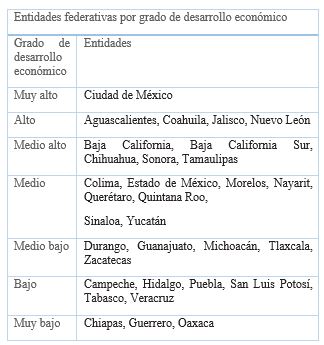 Entidades federativas por grado de desarrollo económico
Grado de
desarrollo
económico
Entidades
Muy alto
Ciudad de México
Alto
Aguascalientes, Coahuila, Jalisco, Nuevo León
Medio alto
Baja California, Baja California Sur,
Chihuahua, Sonora, Tamaulipas
Medio
Colima, Estado de México, Morelos, Nayarit,
Querétaro, Quintana Roo,
Sinaloa, Yucatán
Medio bajo
Durango, Guanajuato, Michoacán, Tlaxcala,
Zacatecas
Bajo
Campeche, Hidalgo, Puebla, San Luis Potosí,
Tabasco, Veracruz
Muy bajo
Chiapas, Guerrero, Oaxaca